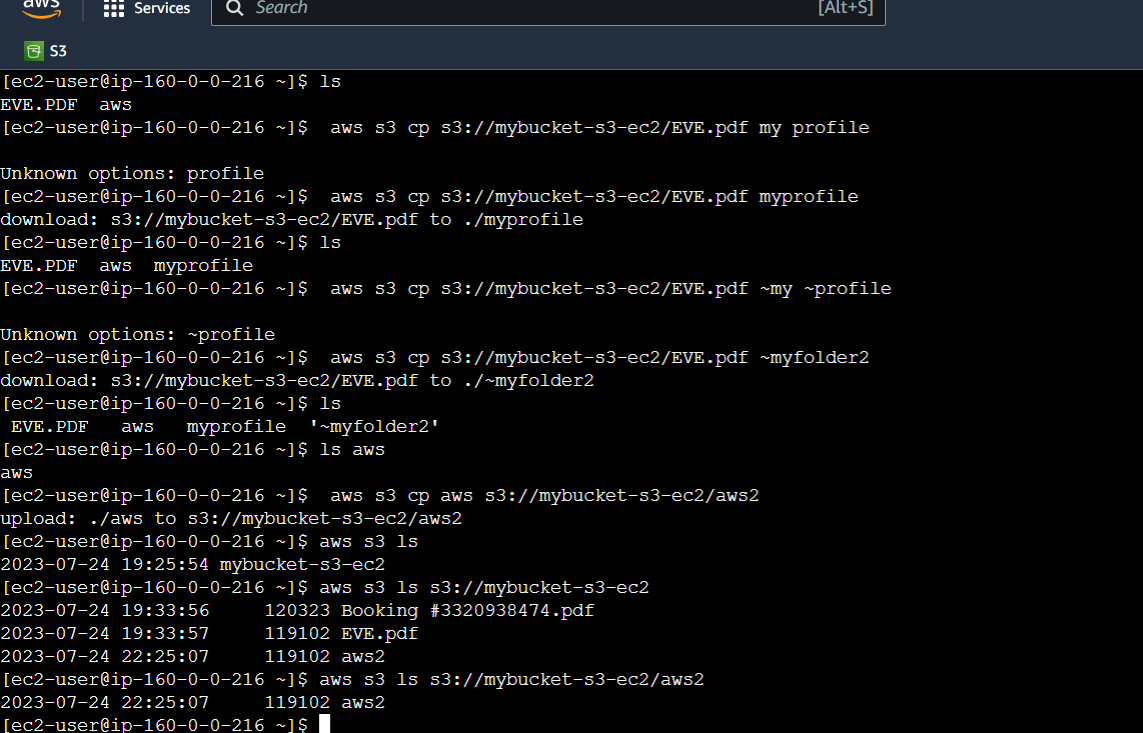 aws Services Search [Alt+S]
S3
[ec2-user@ip-160-0-0-216 ~]$ ls
EVE.PDF  aws
[ec2-user@ip-160-0-0-216 ~]$  aws s3 cp s3://mybucket-s3-ec2/EVE.pdf my profile
Unknown options: profile
[ec2-user@ip-160-0-0-216 ~]$  aws s3 cp s3://mybucket-s3-ec2/EVE.pdf myprofile
download: s3://mybucket-s3-ec2/EVE.pdf to ./myprofile
[ec2-user@ip-160-0-0-216 ~]$ ls
EVE.PDF  aws  myprofile
[ec2-user@ip-160-0-0-216 ~]$  aws s3 cp s3://mybucket-s3-ec2/EVE.pdf ~my ~profile
Unknown options: ~profile
[ec2-user@ip-160-0-0-216 ~]$  aws s3 cp s3://mybucket-s3-ec2/EVE.pdf ~myfolder2
download: s3://mybucket-s3-ec2/EVE.pdf to ./~myfolder2
[ec2-user@ip-160-0-0-216 ~]$ ls
 EVE.PDF   aws   myprofile  '~myfolder2'
[ec2-user@ip-160-0-0-216 ~]$ ls aws
aws
[ec2-user@ip-160-0-0-216 ~]$  aws s3 cp aws s3://mybucket-s3-ec2/aws2
upload: ./aws to s3://mybucket-s3-ec2/aws2
[ec2-user@ip-160-0-0-216 ~]$ aws s3 ls
2023-07-24 19:25:54 mybucket-s3-ec2
[ec2-user@ip-160-0-0-216 ~]$ aws s3 ls s3://mybucket-s3-ec2
2023-07-24 19:33:56     120323 Booking #3320938474.pdf
2023-07-24 19:33:57     119102 EVE.pdf
2023-07-24 22:25:07     119102 aws2
[ec2-user@ip-160-0-0-216 ~]$ aws s3 ls s3://mybucket-s3-ec2/aws2
2023-07-24 22:25:07     119102 aws2
[ec2-user@ip-160-0-0-216 ~]$